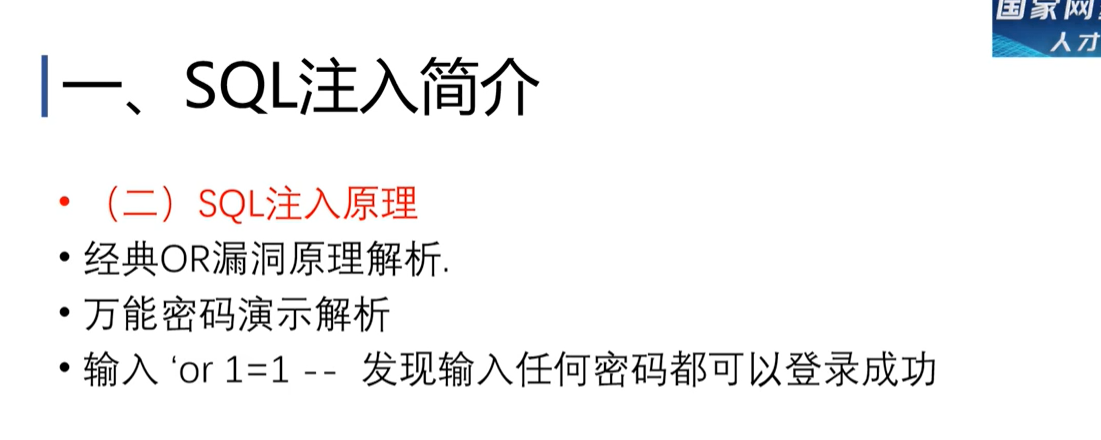 国家网
人才
一、SQL注入简介
• （二）SQL注入原理
• 经典OR漏洞原理解析.
• 万能密码演示解析
• 输入 ‘or 1=1 -- 发现输入任何密码都可以登录成功